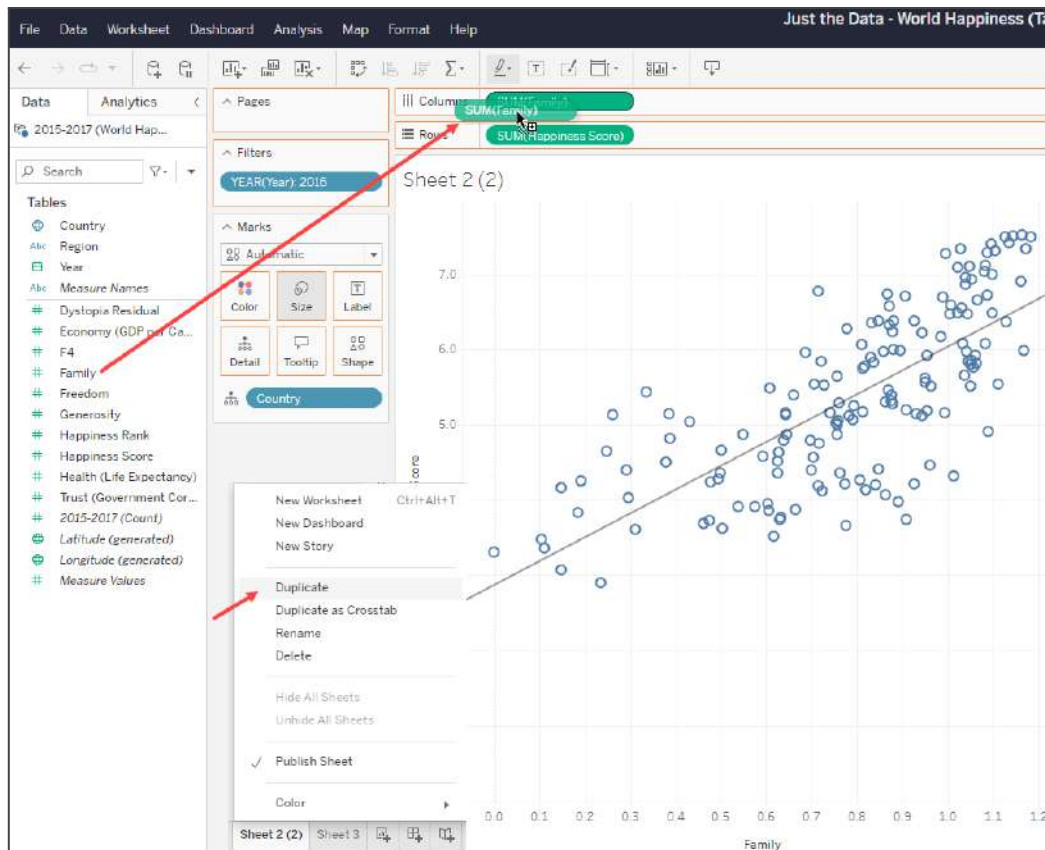 Just the Data - World Happiness (Ta
File Data Worksheet Dashboard Analysis Map Format Help
Data Analytics
2015-2017 (World Hap...
Search
Tables
Country
Abc Region
Year
Abc Measure Names
Dystopia Residual
Economy (GDP per Ca...
F4
Family
Freedom
Generosity
Happiness Rank
Happiness Score
Health (Life Expectancy)
Trust (Government Cor...
2015-2017 (Count)
Latitude (generated)
Longitude (generated)
Measure Values
Pages
Filters
YEAR(Year): 2016
Marks
Automatic
Color Size Label
Detail Tooltip Shape
Country
Columns SUM(Family)
SUM(Family)
Rows SUM(Happiness Score)
Sheet 2 (2)
7.0
6.0
5.0
0.0 0.1 0.2 0.3 0.4 0.5 0.6 0.7 0.8 0.9 1.0 1.1 1.2
Family
New Worksheet Ctrl+Alt+T
New Dashboard
New Story
Duplicate
Duplicate as Crosstab
Rename
Delete
Hide All Sheets
Unhide All Sheets
Publish Sheet
Color
Sheet 2 (2) Sheet 3